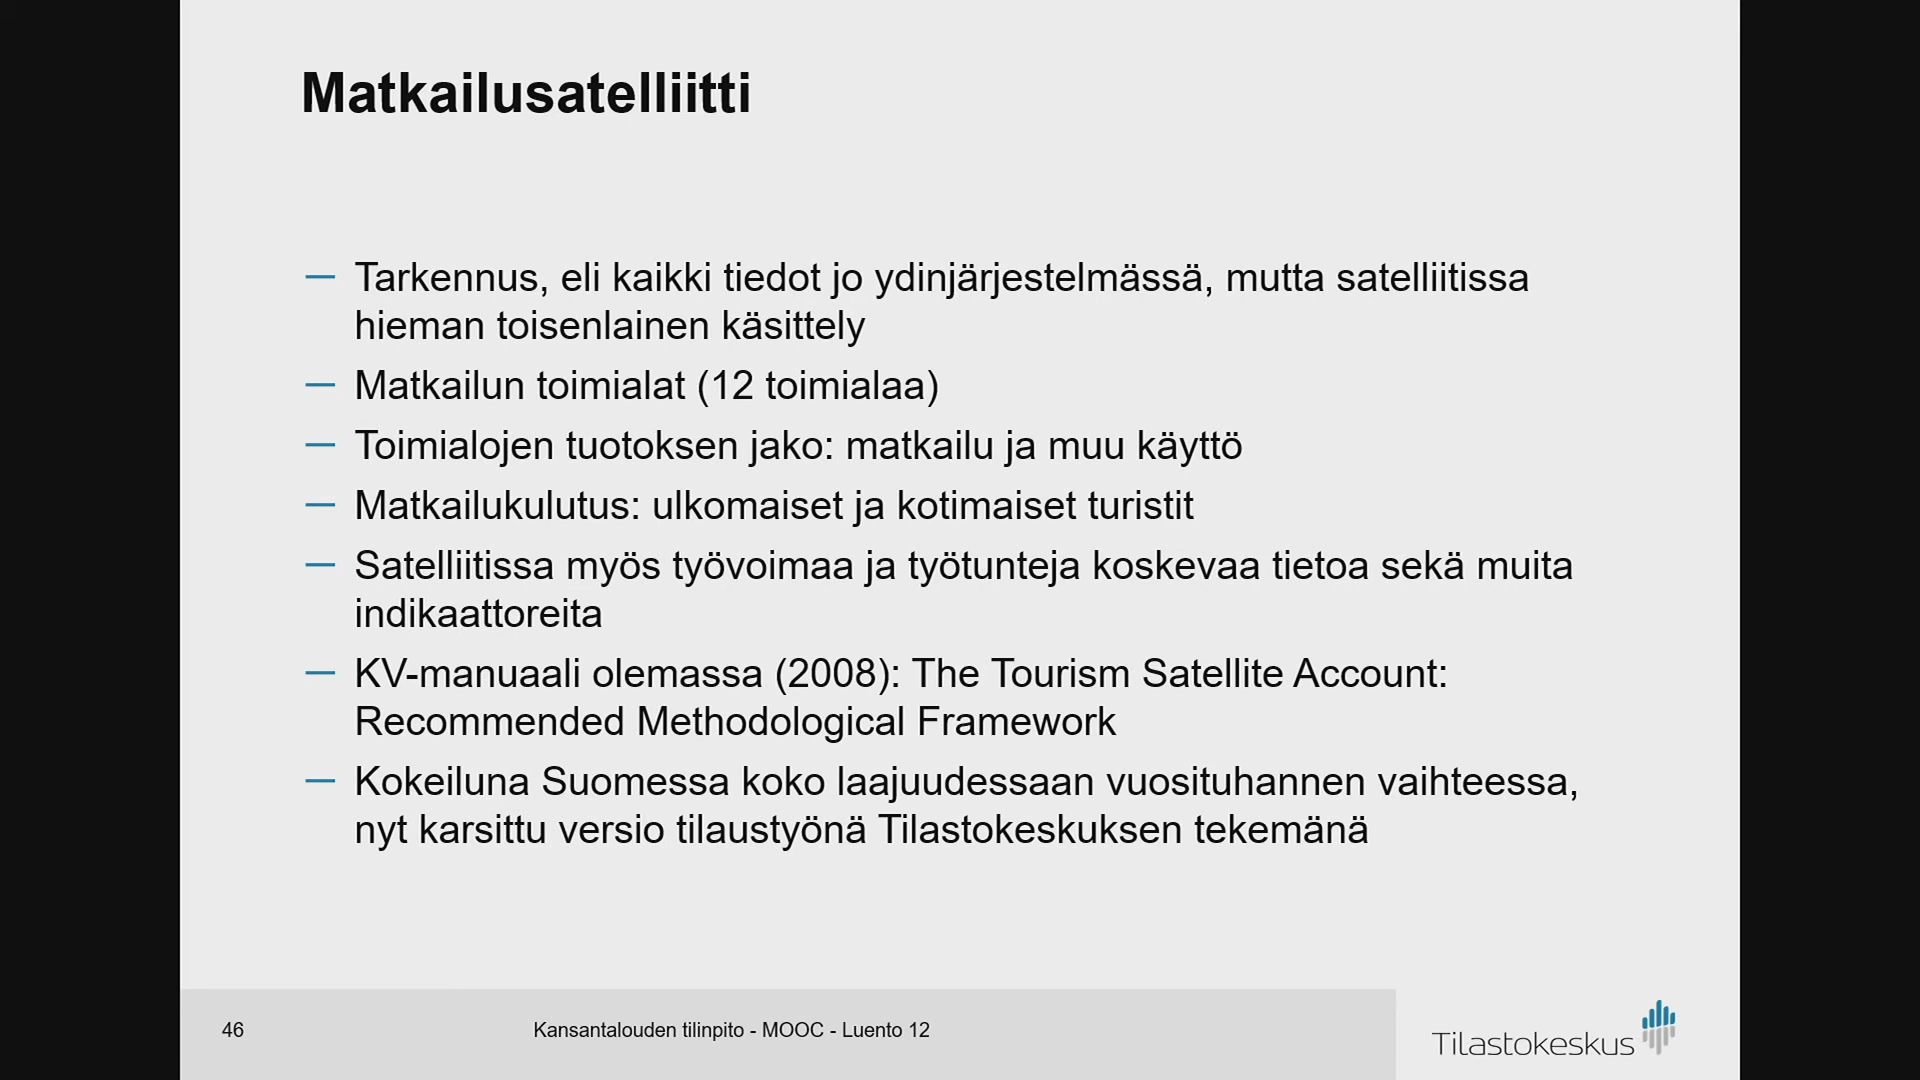 Matkailusatelliitti
— Tarkennus, eli kaikki tiedot jo ydinjärjestelmässä, mutta satelliitissa
hieman toisenlainen käsittely
— Matkailun toimialat (12 toimialaa)
— Toimialojen tuotoksen jako: matkailu ja muu käyttö
— Matkailukulutus: ulkomaiset ja kotimaiset turistit
— Satelliitissa myös työvoimaa ja työtunteja koskevaa tietoa sekä muita
indikaattoreita
— KV-manuaali olemassa (2008): The Tourism Satellite Account:
Recommended Methodological Framework
— Kokeiluna Suomessa koko laajuudessaan vuosituhannen vaihteessa,
nyt karsittu versio tilaustyönä Tilastokeskuksen tekemänä
46
Kansantalouden tilinpito - MOOC - Luento 12
Tilastokeskus